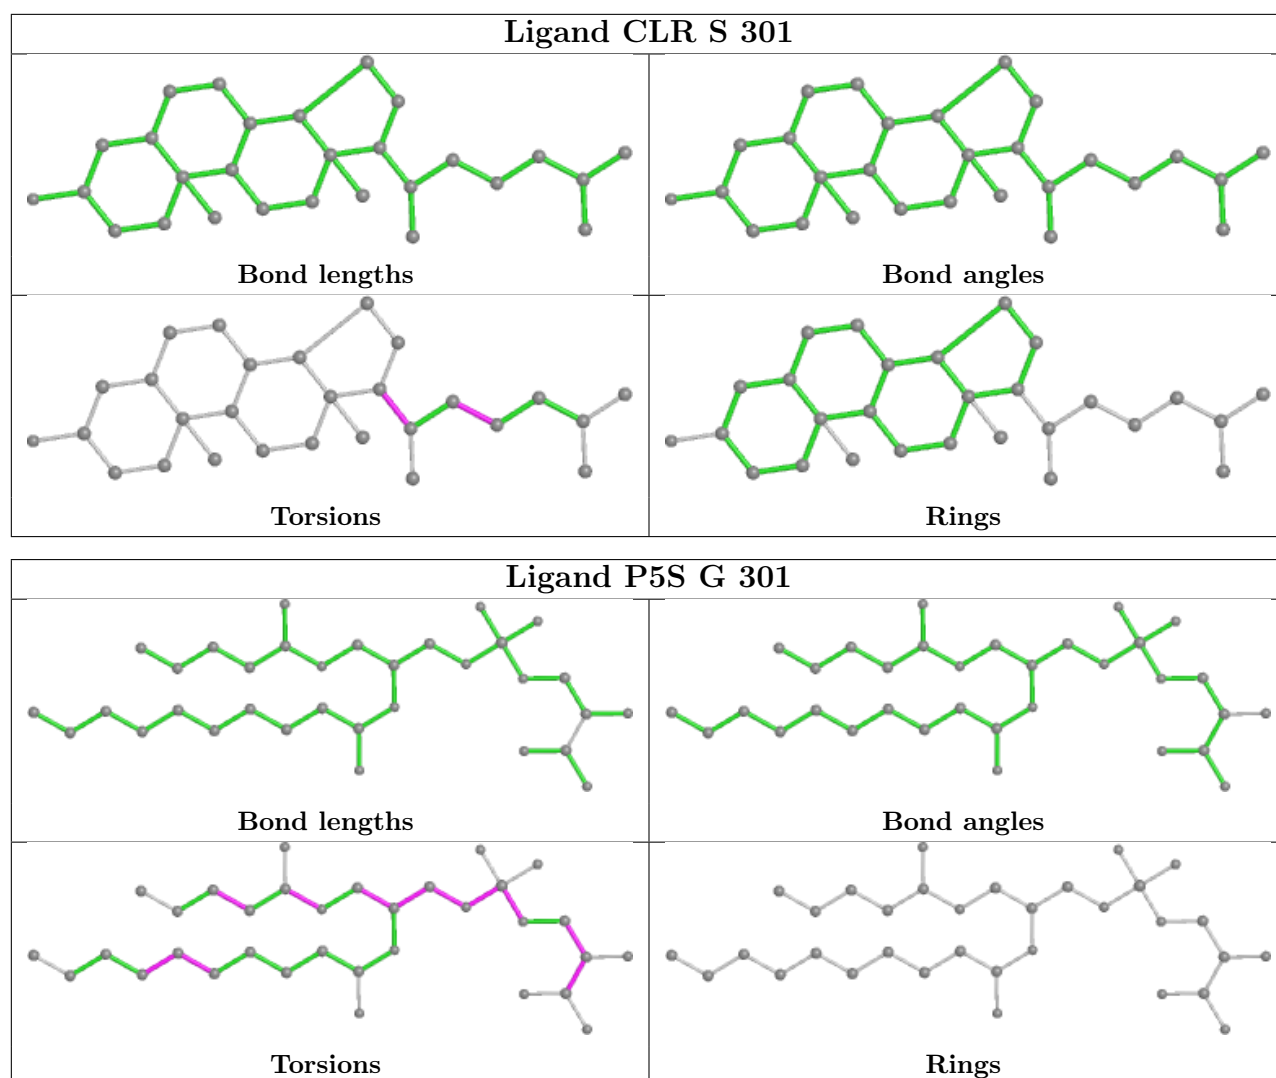 Ligand CLR S 301
Bond lengths
Bond angles
Torsions
Rings
Ligand P5S G 301
Bond lengths
Bond angles
Torsions
Rings